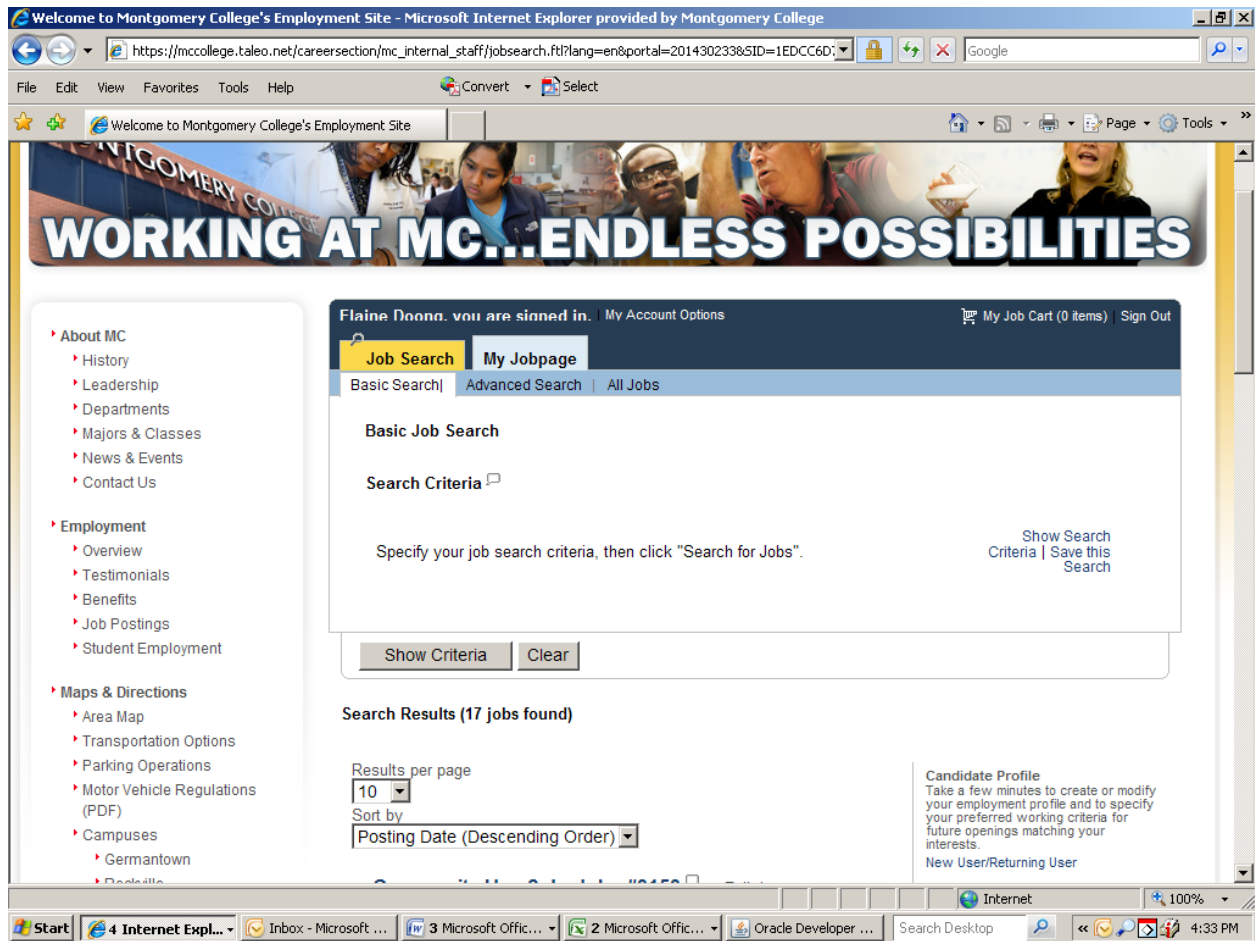 Welcome to Montgomery College's Employment Site - Microsoft Internet Explorer provided by Montgomery College
https://mccollege.taleo.net/careersection/mc_internal_staff/jobsearch.ftl?lang=en&portal=201430233&SID=1EDCC6D
Google
File Edit View Favorites Tools Help
Convert Select
Welcome to Montgomery College's Employment Site
Page Tools
MONTGOMERY COLLEGE
WORKING AT MC...ENDLESS POSSIBILITIES
Elaine Doong, you are signed in. | My Account Options
My Job Cart (0 items) | Sign Out
Job Search My Jobpage
Basic Search| Advanced Search | All Jobs
Basic Job Search
Search Criteria
Specify your job search criteria, then click "Search for Jobs".
Show Search
Criteria | Save this
Search
Show Criteria Clear
Search Results (17 jobs found)
Results per page
10
Sort by
Posting Date (Descending Order)
Candidate Profile
Take a few minutes to create or modify
your employment profile and to specify
your preferred working criteria for
future openings matching your
interests.
New User/Returning User
About MC
History
Leadership
Departments
Majors & Classes
News & Events
Contact Us
Employment
Overview
Testimonials
Benefits
Job Postings
Student Employment
Maps & Directions
Area Map
Transportation Options
Parking Operations
Motor Vehicle Regulations
(PDF)
Campuses
Germantown
Rockville
Internet 100%
Start 4 Internet Expl... Inbox - Microsoft ... 3 Microsoft Offic... 2 Microsoft Offic... Oracle Developer ... Search Desktop 4:33 PM